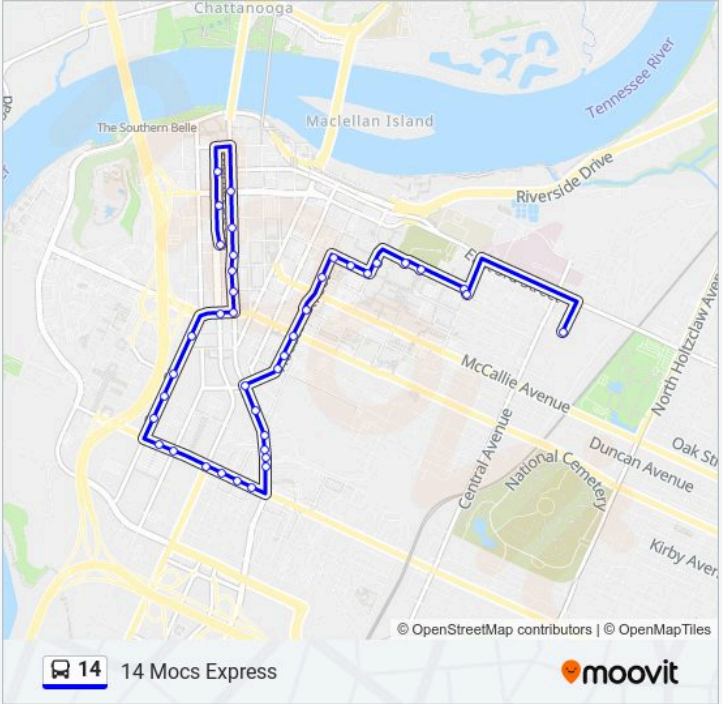 Chattanooga
Tennessee River
Maclellan Island
The Southern Belle
Riverside Drive
North Holtzclaw Ave
McCallie Avenue
Central Avenue
Duncan Avenue
Oak St
National Cemetery
Kirby Aven
© OpenStreetMap contributors | © OpenMapTiles
14 14 Mocs Express
moovit